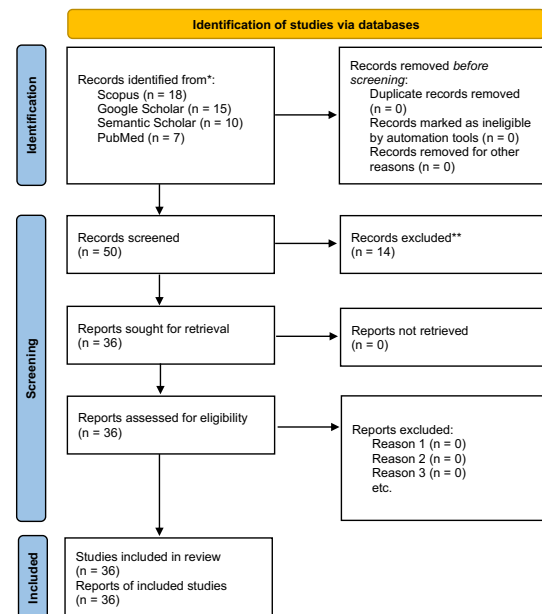 Identification of studies via databases
Identification
Records identified from*:
Scopus (n = 18)
Google Scholar (n = 15)
Semantic Scholar (n = 10)
PubMed (n = 7)
Records removed before
screening:
Duplicate records removed
(n = 0)
Records marked as ineligible
by automation tools (n = 0)
Records removed for other
reasons (n = 0)
Screening
Records screened
(n = 50)
Records excluded**
(n = 14)
Reports sought for retrieval
(n = 36)
Reports not retrieved
(n = 0)
Reports assessed for eligibility
(n = 36)
Reports excluded:
Reason 1 (n = 0)
Reason 2 (n = 0)
Reason 3 (n = 0)
etc.
Included
Studies included in review
(n = 36)
Reports of included studies
(n = 36)